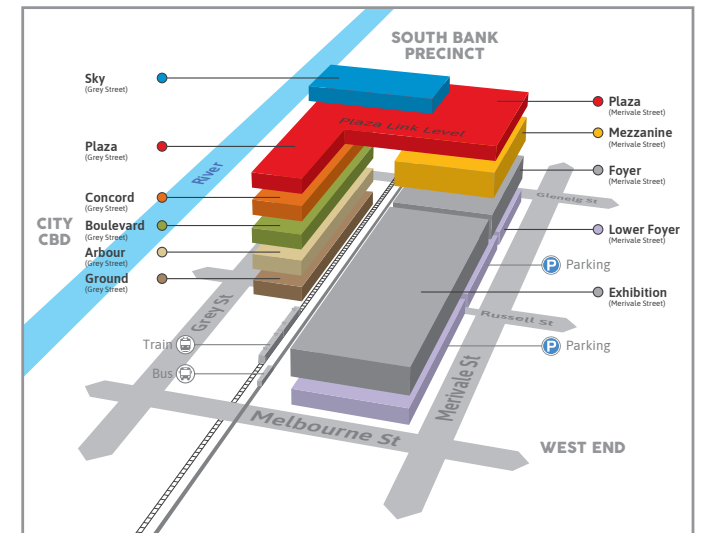 SOUTH BANK
PRECINCT
Sky
(Grey Street)
Plaza
(Merivale Street)
Plaza Link Level
Mezzanine
(Merivale Street)
Plaza
(Grey Street)
River
Foyer
(Merivale Street)
Concord
(Grey Street)
Glenelg St
CITY
CBD
Boulevard
(Grey Street)
Lower Foyer
(Merivale Street)
Arbour
(Grey Street)
P Parking
Ground
(Grey Street)
Exhibition
(Merivale Street)
Grey St
Russell St
Train
P Parking
Bus
Merivale St
Melbourne St
WEST END